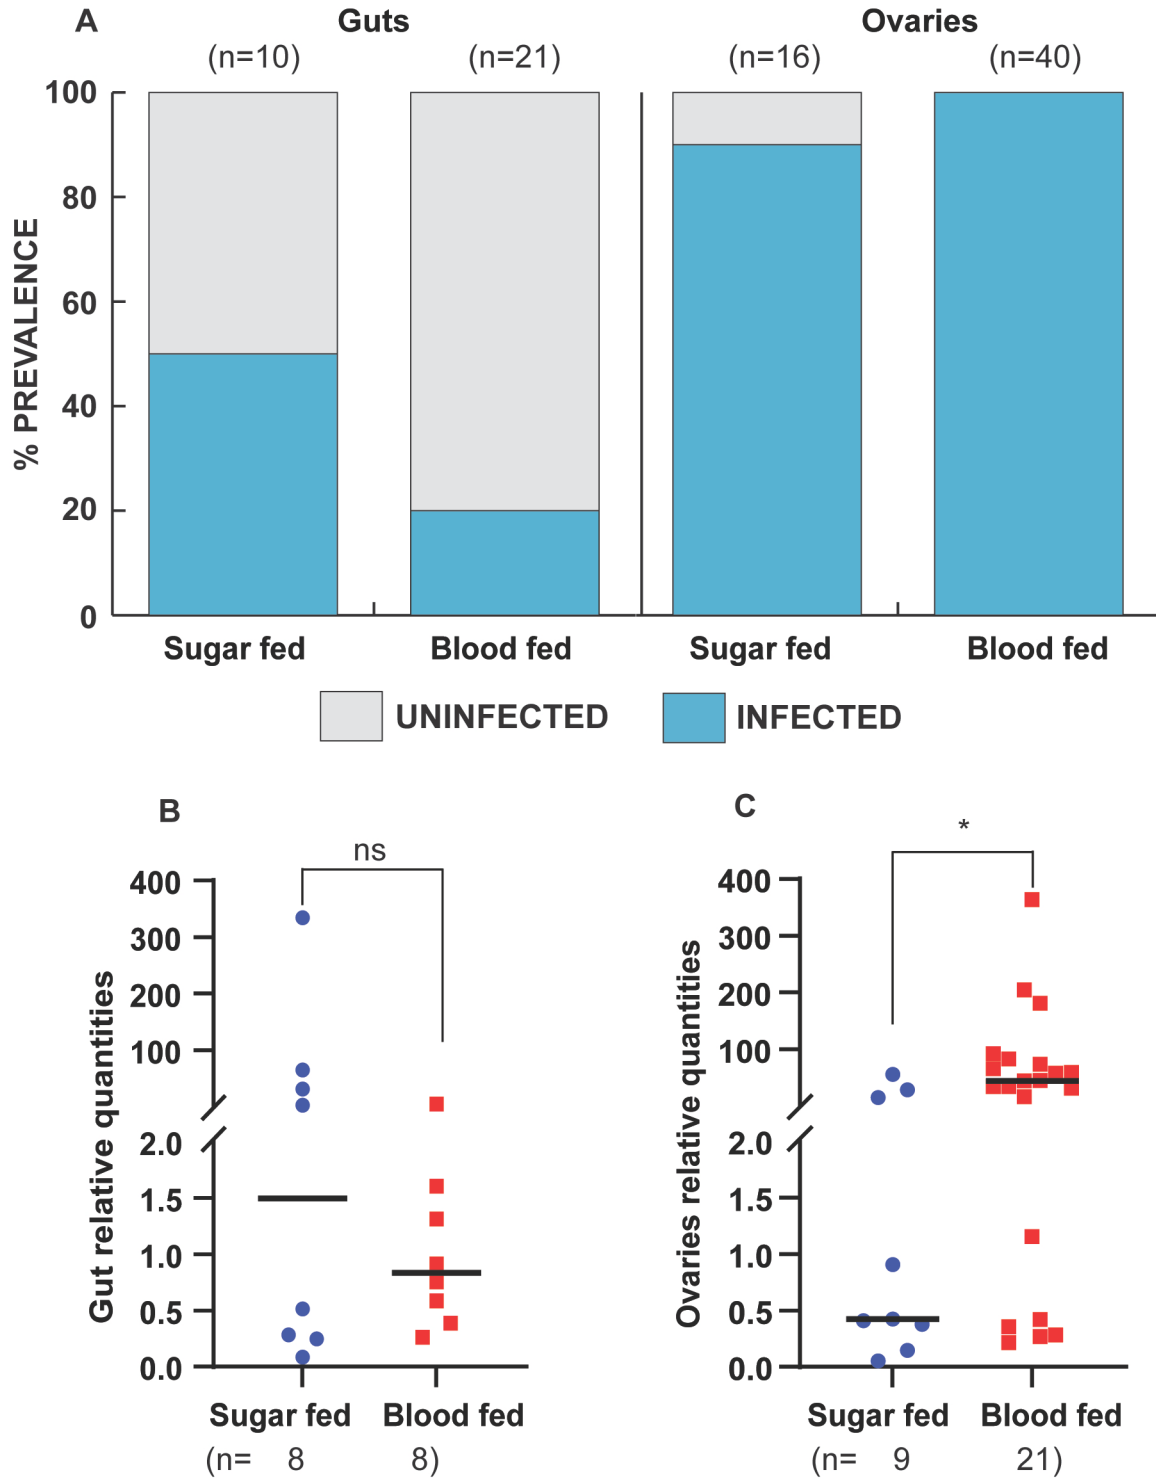 A Guts Ovaries
(n=10) (n=21) (n=16) (n=40)
% PREVALENCE
100
80
60
40
20
0
Sugar fed Blood fed Sugar fed Blood fed
UNINFECTED INFECTED
B
ns
Gut relative quantities
400
300
200
100
2.0
1.5
1.0
0.5
0.0
Sugar fed Blood fed
(n= 8 8)
C
*
Ovaries relative quantities
400
300
200
100
2.0
1.5
1.0
0.5
0.0
Sugar fed Blood fed
(n= 9 21)